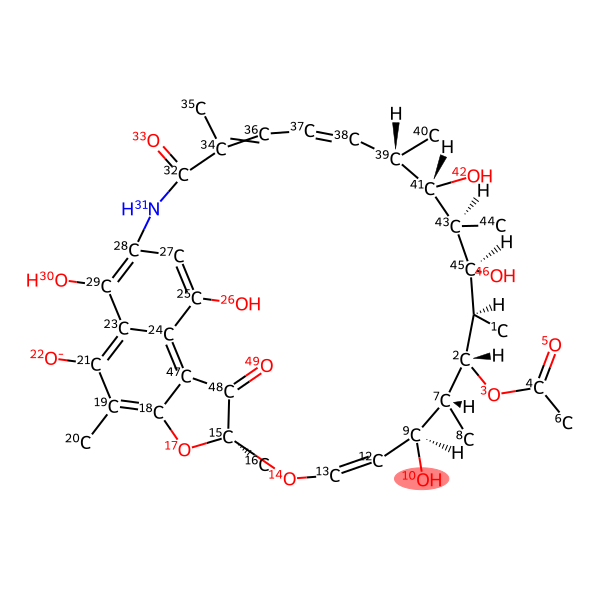 ³⁵C
H
⁴⁰C
³³O
³⁶C
³⁷C
³⁸C
H
³⁴C
³⁹C
³²C
⁴¹C
⁴²OH
H
H³¹N
⁴³C
⁴⁴C
H
²⁸C
²⁷C
⁴⁵C
⁴⁶OH
H³⁰O
²⁹C
²⁵C
²⁶OH
H
¹C
²³C
²⁴C
²²O⁻
²¹C
⁴⁹O
⁵O
²C
H
⁴⁷C
⁴⁸C
³O
⁴C
¹⁹C
¹⁸C
⁷C
H
⁶C
²⁰C
¹⁷O
¹⁵C
⁹C
⁸C
¹⁶C
¹²C
H
¹⁴O
¹³C
¹⁰OH